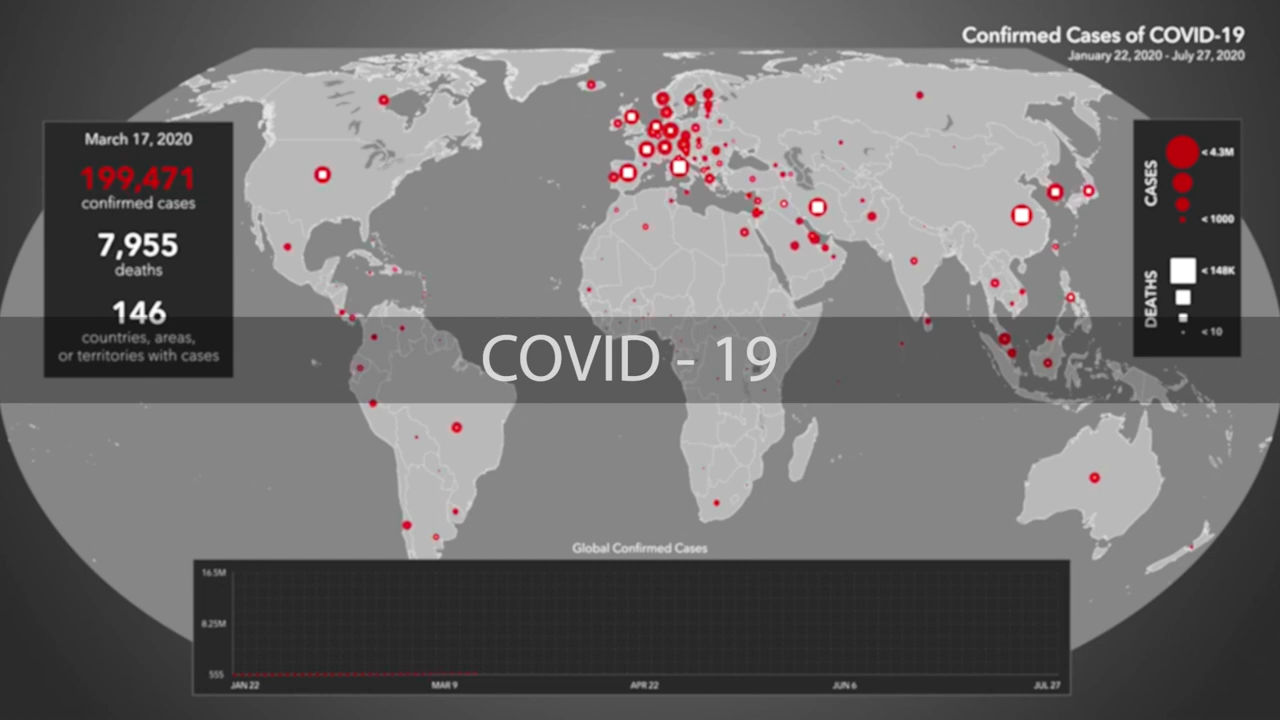 Confirmed Cases of COVID-19
January 22, 2020 - July 27, 2020
March 17, 2020
199,471
confirmed cases
7,955
deaths
146
countries, areas,
or territories with cases
CASES
< 4.3M
< 1000
DEATHS
< 148K
< 10
COVID - 19
Global Confirmed Cases
16.5M
8.25M
555
JAN 22
MAR 9
APR 22
JUN 6
JUL 27